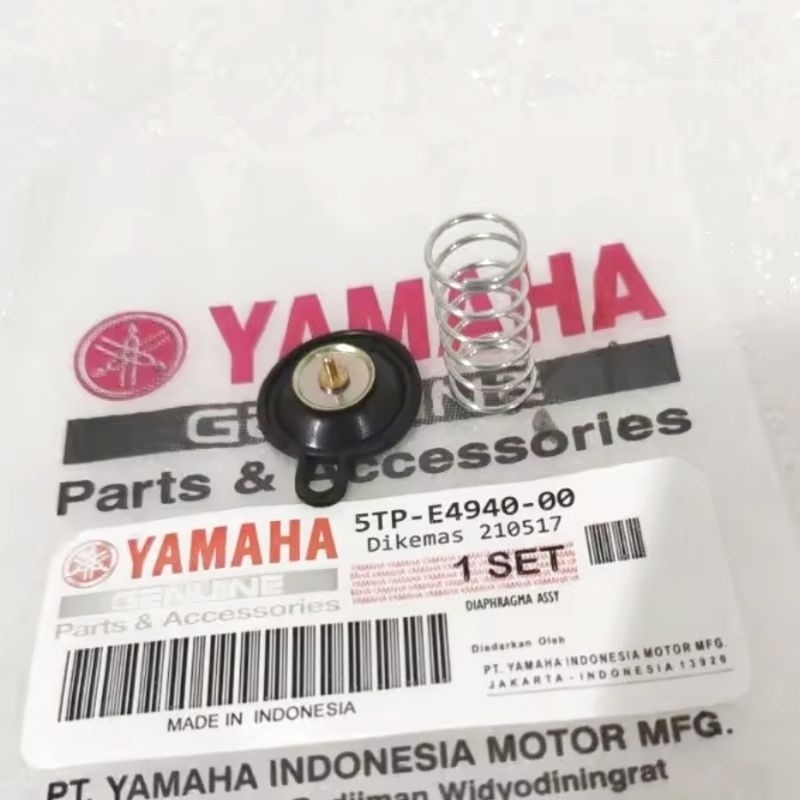 YAMAHA
GENUINE
Parts & Accessories
YAMAHA
GENUINE
Parts & Accessories
5TP-E4940-00
Dikemas 210517
1 SET
DIAPHRAGMA ASSY
Diedarkan Oleh
PT. YAMAHA INDONESIA MOTOR MFG.
JAKARTA - INDONESIA 13920
MADE IN INDONESIA
PT. YAMAHA INDONESIA MOTOR MFG.
Widyodiningrat